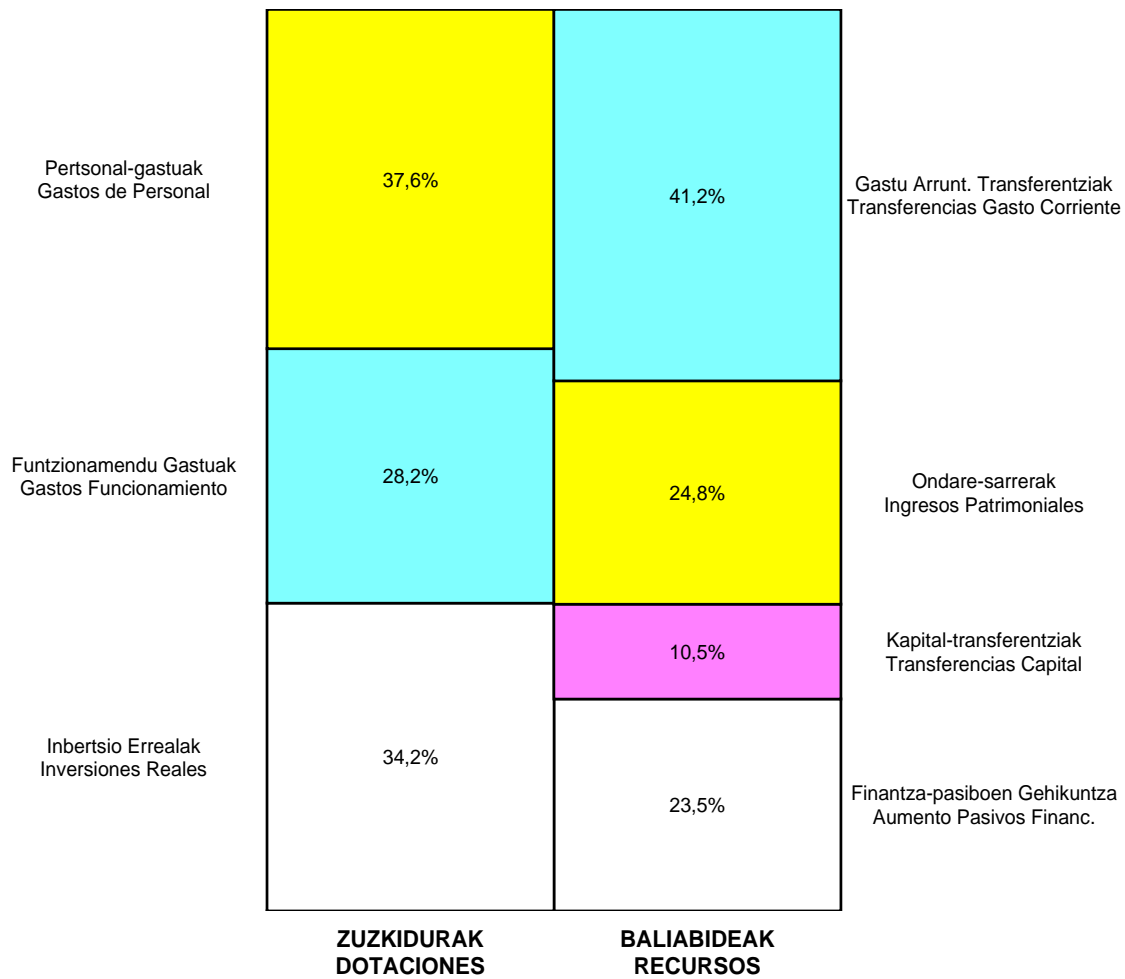 Pertsonal-gastuak
Gastos de Personal
37,6%
41,2%
Gastu Arrunt. Transferentziak
Transferencias Gasto Corriente
Funtzionamendu Gastuak
Gastos Funcionamiento
28,2%
24,8%
Ondare-sarrerak
Ingresos Patrimoniales
10,5%
Kapital-transferentziak
Transferencias Capital
Inbertsio Errealak
Inversiones Reales
34,2%
23,5%
Finantza-pasiboen Gehikuntza
Aumento Pasivos Financ.
ZUZKIDURAK
DOTACIONES
BALIABIDEAK
RECURSOS